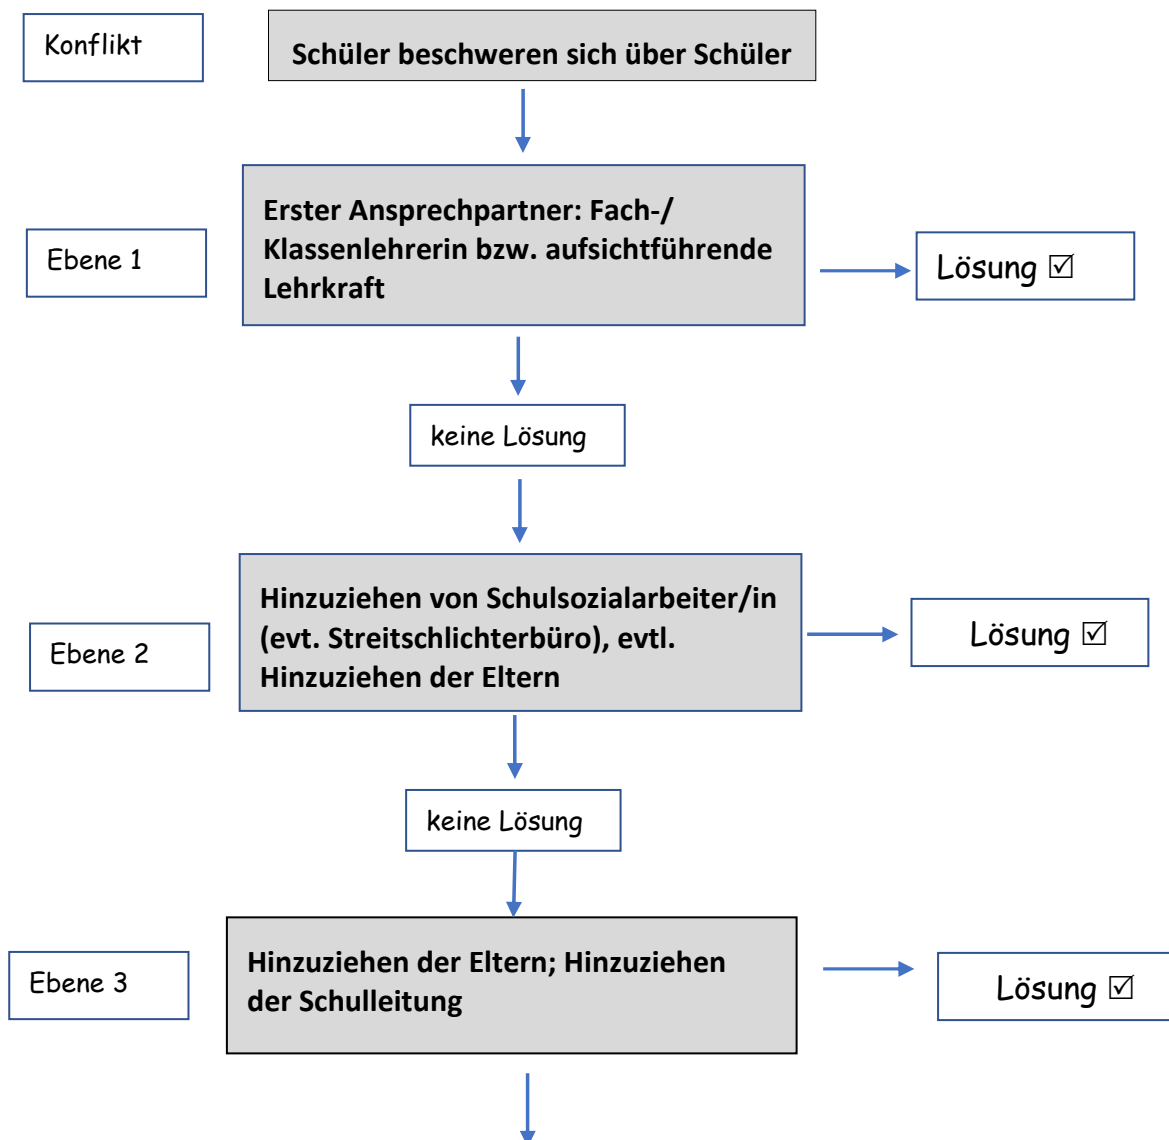 Konflikt
Schüler beschweren sich über Schüler
Ebene 1
Erster Ansprechpartner: Fach-/
Klassenlehrerin bzw. aufsichtführende
Lehrkraft
Lösung ☑
keine Lösung
Ebene 2
Hinzuziehen von Schulsozialarbeiter/in
(evt. Streitschlichterbüro), evtl.
Hinzuziehen der Eltern
Lösung ☑
keine Lösung
Ebene 3
Hinzuziehen der Eltern; Hinzuziehen
der Schulleitung
Lösung ☑